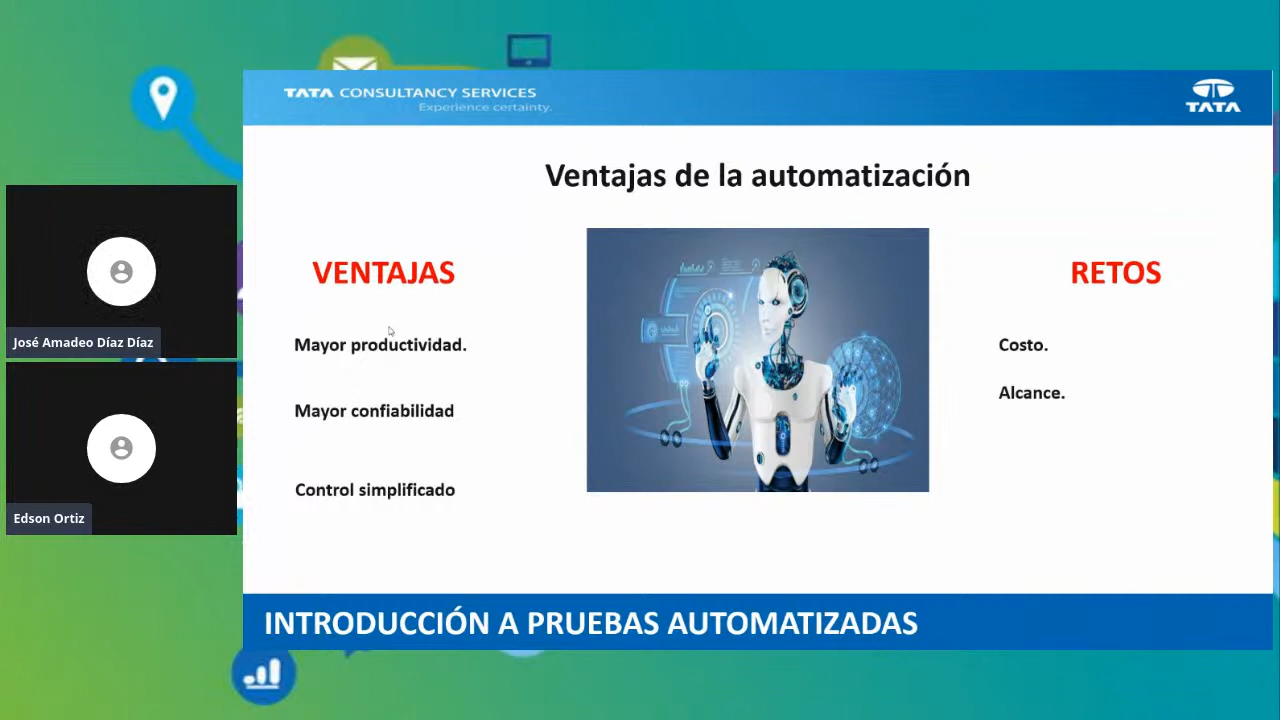 TATA CONSULTANCY SERVICES
Experience certainty.
TATA
Ventajas de la automatización
VENTAJAS
Mayor productividad.
Mayor confiabilidad
Control simplificado
RETOS
Costo.
Alcance.
José Amadeo Díaz Díaz
Edson Ortiz
INTRODUCCIÓN A PRUEBAS AUTOMATIZADAS